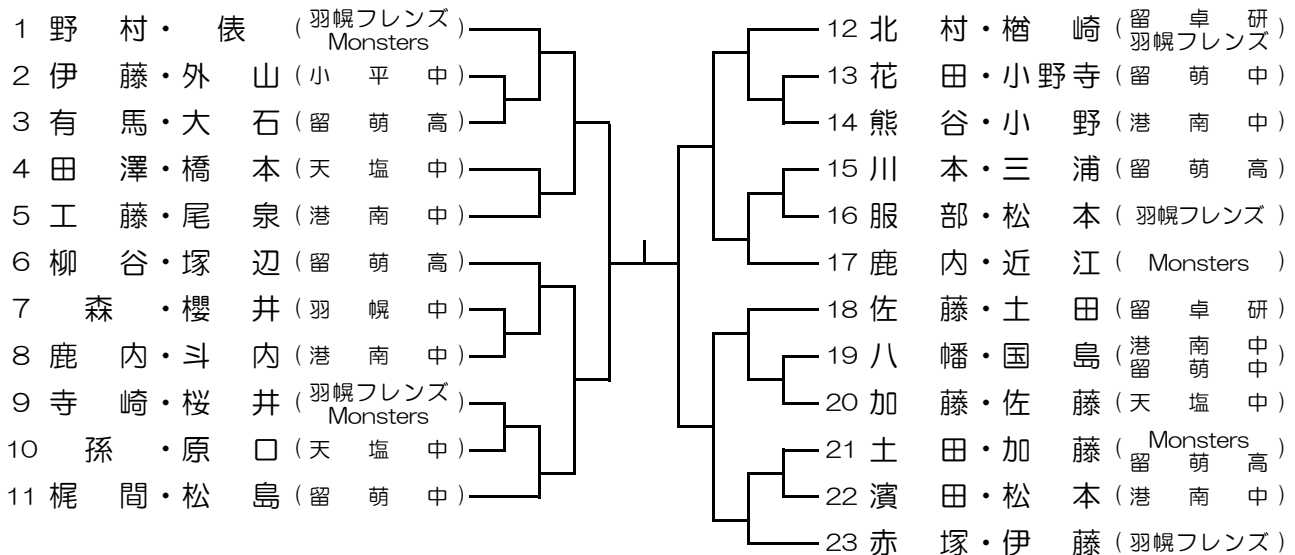 1 野村・俵 (羽幌フレンズ Monsters)
2 伊藤・外山 (小平中)
3 有馬・大石 (留萌高)
4 田澤・橋本 (天塩中)
5 工藤・尾泉 (港南中)
6 柳谷・塚辺 (留萌高)
7 森・櫻井 (羽幌中)
8 鹿内・斗内 (港南中)
9 寺崎・桜井 (羽幌フレンズ Monsters)
10 孫・原口 (天塩中)
11 梶間・松島 (留萌中)
12 北村・楢崎 (留卓研 羽幌フレンズ)
13 花田・小野寺 (留萌中)
14 熊谷・小野 (港南中)
15 川本・三浦 (留萌高)
16 服部・松本 (羽幌フレンズ)
17 鹿内・近江 (Monsters)
18 佐藤・土田 (留卓研)
19 八幡・国島 (港南中 留萌中)
20 加藤・佐藤 (天塩中)
21 土田・加藤 (Monsters 留萌高)
22 濱田・松本 (港南中)
23 赤塚・伊藤 (羽幌フレンズ)